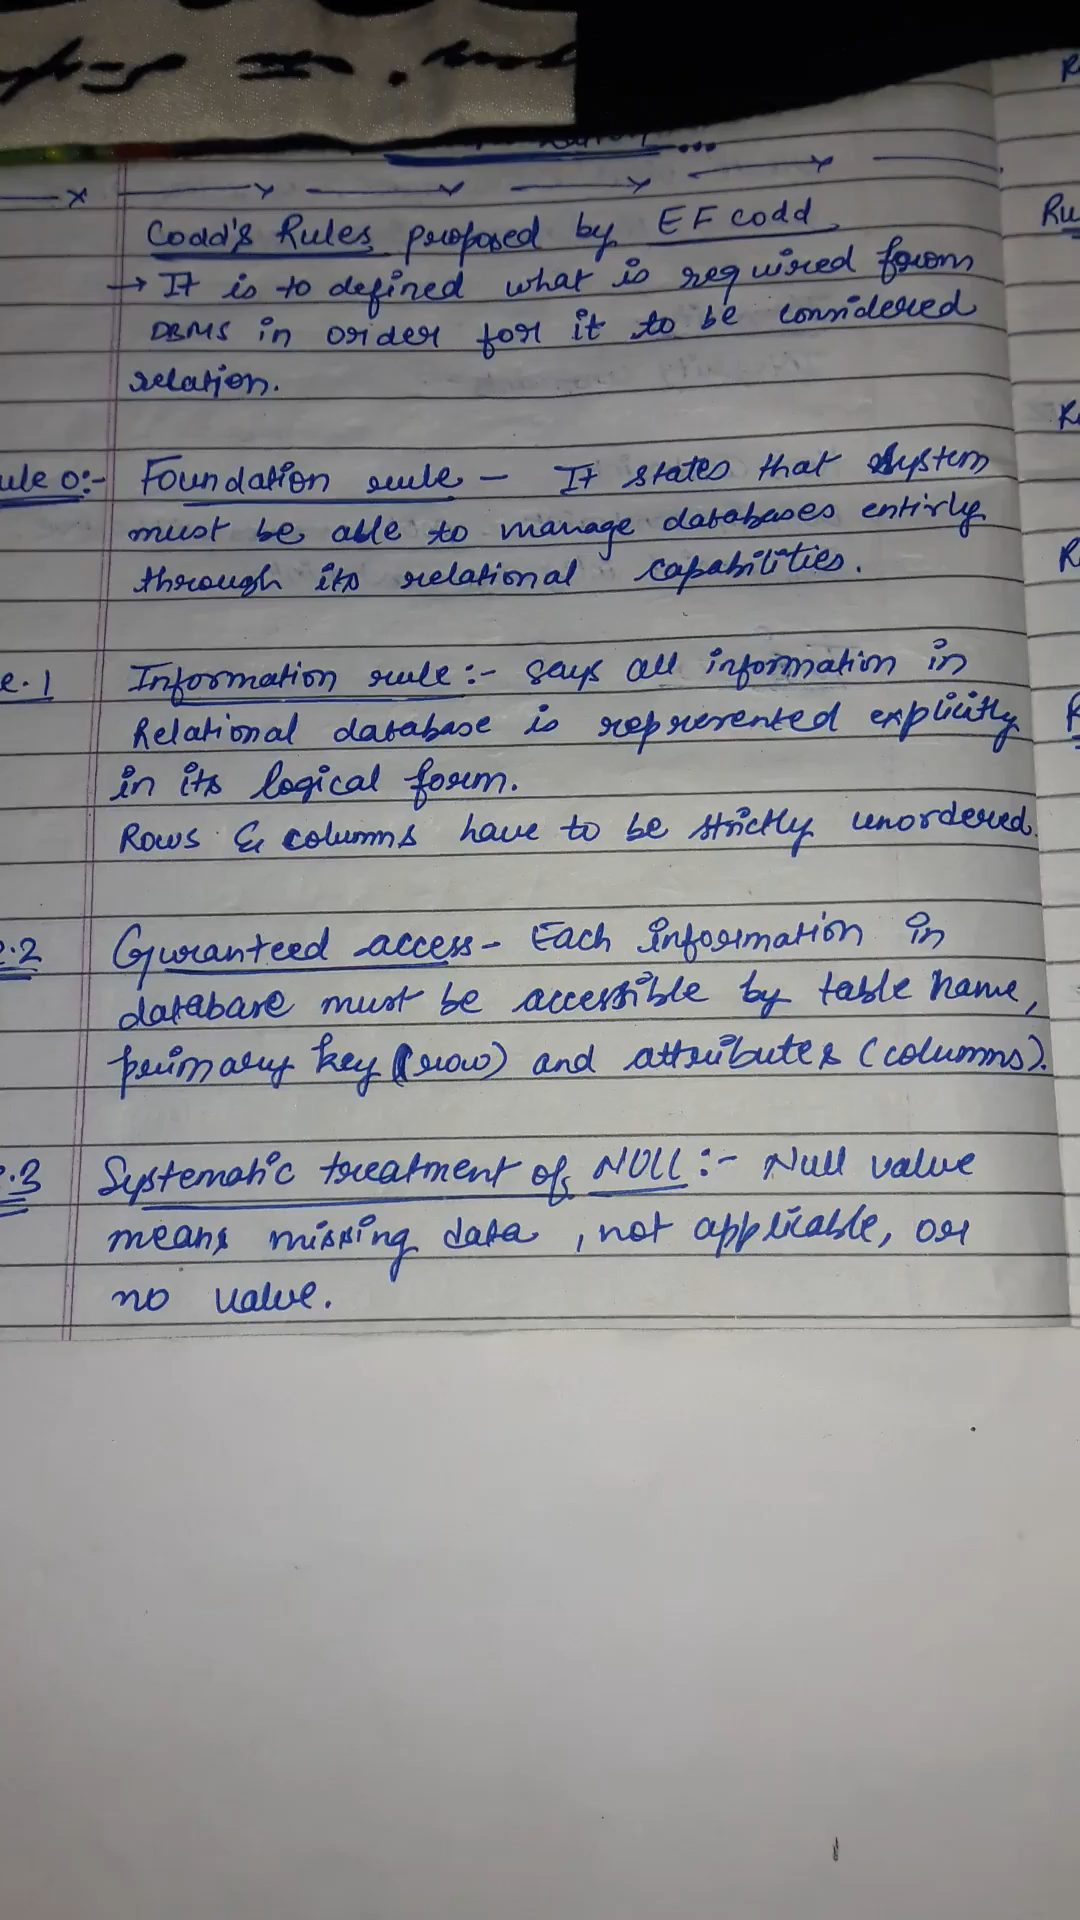 Codd's Rules proposed by EF codd.
→ It is to defined what is required from
DBMS in order for it to be considered
relation.
ule 0:- Foundation rule - It states that system
must be able to manage databases entirly
through its relational capabilities.
e.1 Information rule :- Says all information in
Relational database is represented explicitly
in its logical form.
Rows & columns have to be strictly unordered.
.2 Guranteed access - Each information in
database must be accessible by table name,
primary key (row) and attributes (columns).
.3 Systematic treatment of NULL :- Null value
means missing data, not applicable, or
no value.
Ru